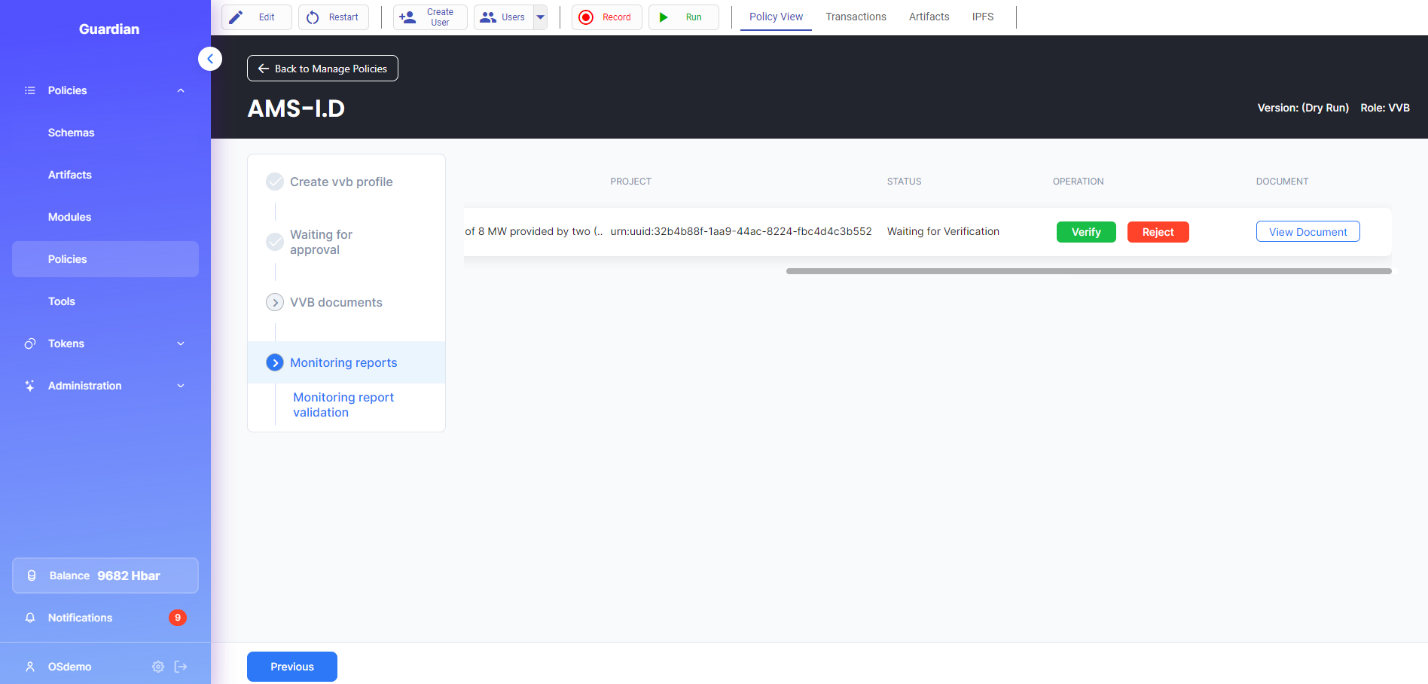 Guardian
Policies
Schemas
Artifacts
Modules
Policies
Tools
Tokens
Administration
Balance 9682 Hbar
Notifications 9
OSdemo
Edit
Restart
Create
User
Users
Record
Run
Policy View
Transactions
Artifacts
IPFS
Back to Manage Policies
AMS-I.D
Version: (Dry Run) Role: VVB
Create vvb profile
Waiting for
approval
VVB documents
Monitoring reports
Monitoring report
validation
PROJECT STATUS OPERATION DOCUMENT
of 8 MW provided by two (.. urn:uuid:32b4b88f-1aa9-44ac-8224-fbc4d4c3b552 Waiting for Verification Verify Reject View Document
Previous